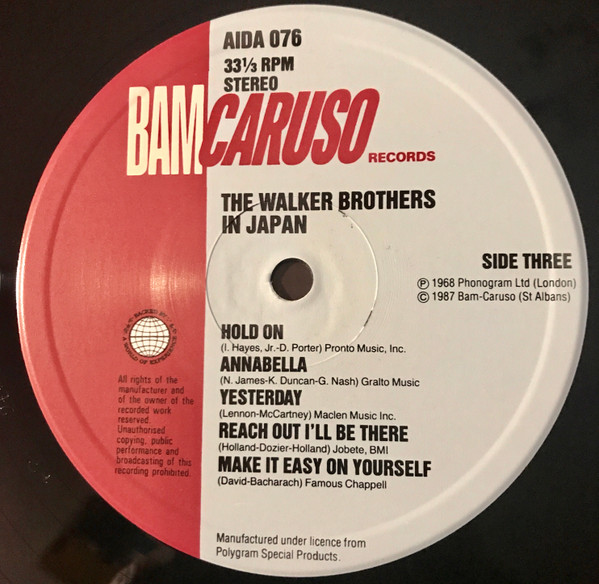 AIDA 076
33⅓ RPM
STEREO
BAM CARUSO RECORDS
THE WALKER BROTHERS
IN JAPAN
SIDE THREE
Ⓟ 1968 Phonogram Ltd (London)
© 1987 Bam-Caruso (St Albans)
HOLD ON
(I. Hayes, Jr.-D. Porter) Pronto Music, Inc.
ANNABELLA
(N. James-K. Duncan-G. Nash) Gralto Music
YESTERDAY
(Lennon-McCartney) Maclen Music Inc.
REACH OUT I'LL BE THERE
(Holland-Dozier-Holland) Jobete, BMI
MAKE IT EASY ON YOURSELF
(David-Bacharach) Famous Chappell
A WORLD OF EXPERIENCE
All rights of the
manufacturer and
of the owner of the
recorded work
reserved.
Unauthorised
copying, public
performance and
broadcasting of this
recording prohibited.
Manufactured under licence from
Polygram Special Products.